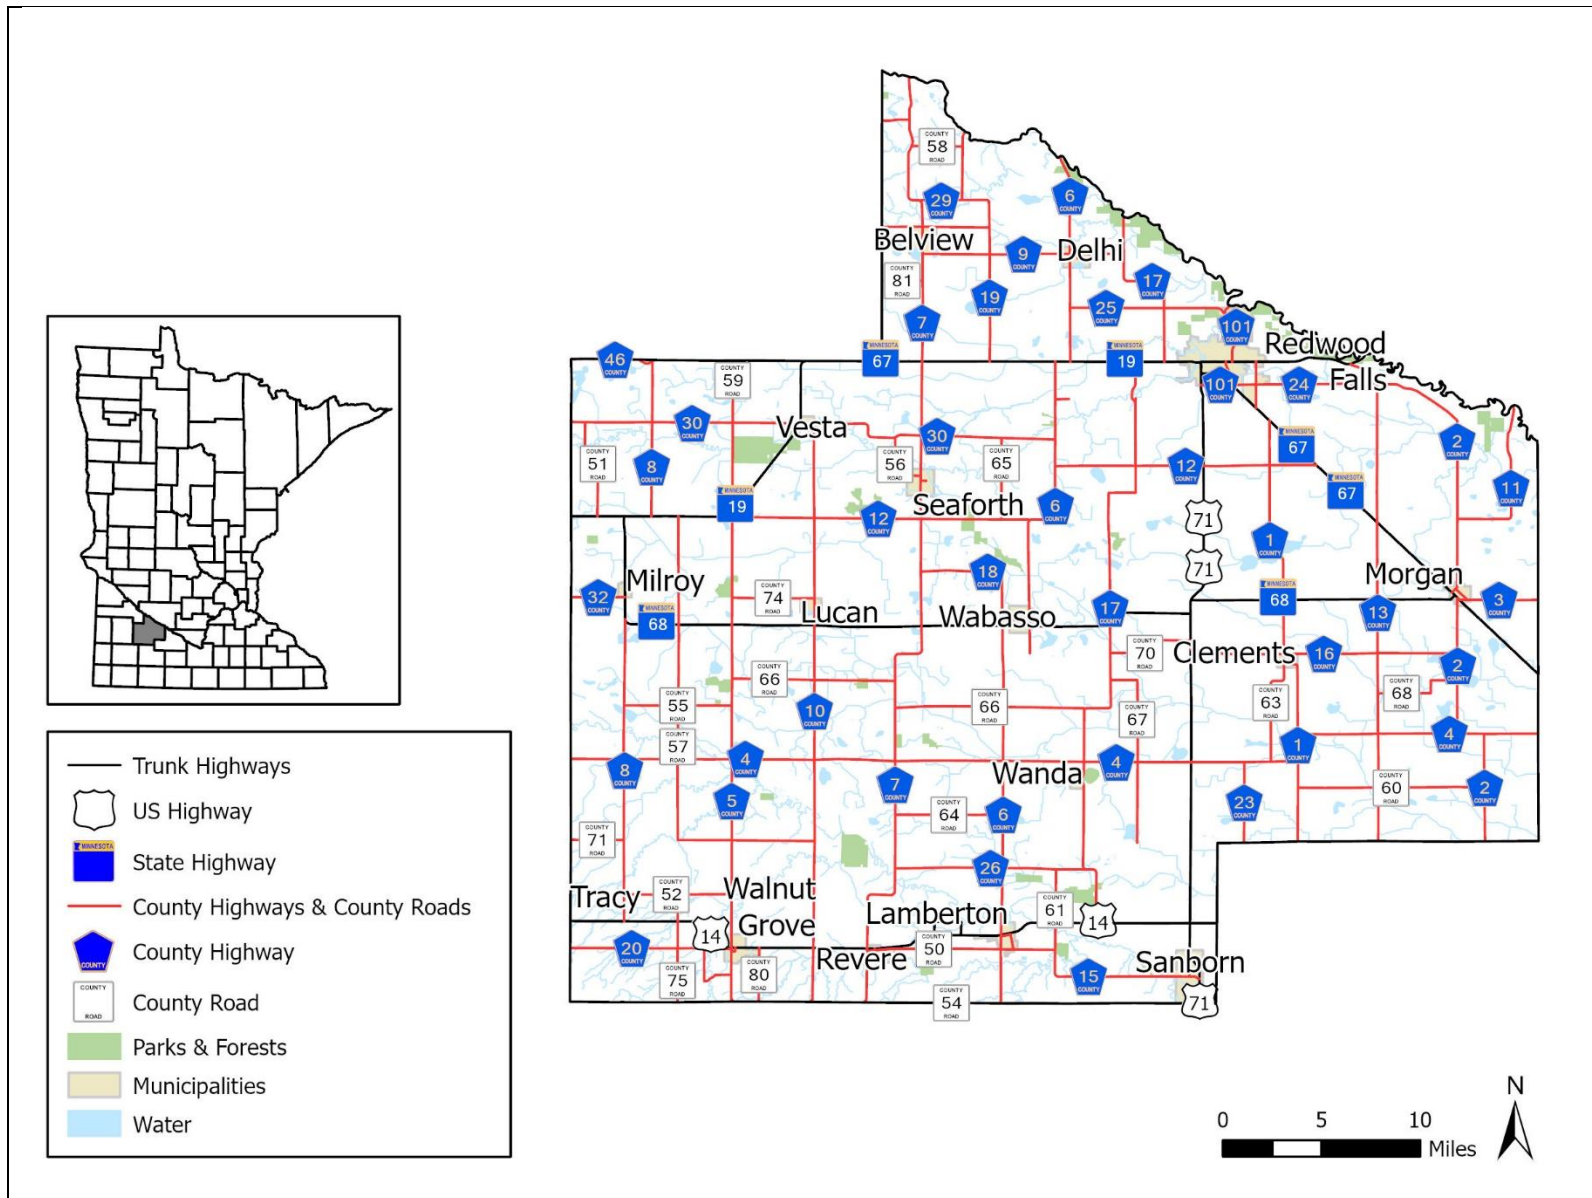 COUNTY
58
ROAD
29
COUNTY
6
COUNTY
Belview
9
COUNTY
Delhi
COUNTY
81
ROAD
19
COUNTY
17
COUNTY
25
COUNTY
7
COUNTY
101
COUNTY
Redwood
Falls
46
COUNTY
COUNTY
59
ROAD
MINNESOTA
67
MINNESOTA
19
101
COUNTY
24
COUNTY
30
COUNTY
Vesta
30
COUNTY
MINNESOTA
67
2
COUNTY
COUNTY
51
ROAD
8
COUNTY
COUNTY
56
ROAD
COUNTY
65
ROAD
12
COUNTY
MINNESOTA
67
11
COUNTY
MINNESOTA
19
12
COUNTY
Seaforth
6
COUNTY
71
1
COUNTY
71
18
COUNTY
Milroy
32
COUNTY
COUNTY
74
ROAD
Lucan
Wabasso
17
COUNTY
MINNESOTA
68
Morgan
13
COUNTY
3
COUNTY
MINNESOTA
68
COUNTY
70
ROAD
Clements
16
COUNTY
2
COUNTY
COUNTY
66
ROAD
COUNTY
55
ROAD
10
COUNTY
COUNTY
66
ROAD
COUNTY
67
ROAD
COUNTY
63
ROAD
COUNTY
68
ROAD
COUNTY
57
ROAD
4
COUNTY
1
COUNTY
4
COUNTY
8
COUNTY
5
COUNTY
7
COUNTY
Wanda
4
COUNTY
23
COUNTY
COUNTY
60
ROAD
2
COUNTY
COUNTY
64
ROAD
6
COUNTY
COUNTY
71
ROAD
26
COUNTY
Tracy
COUNTY
52
ROAD
Walnut
Grove
14
Lamberton
COUNTY
61
ROAD
14
20
COUNTY
Revere
COUNTY
50
ROAD
Sanborn
COUNTY
75
ROAD
COUNTY
80
ROAD
15
COUNTY
COUNTY
54
ROAD
71
Trunk Highways
US Highway
MINNESOTA
State Highway
County Highways & County Roads
COUNTY
County Highway
COUNTY
ROAD
County Road
Parks & Forests
Municipalities
Water
N
0 5 10
Miles